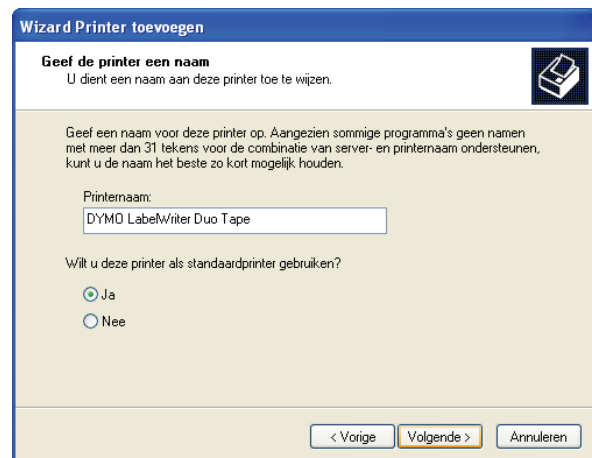 Wizard Printer toevoegen
Geef de printer een naam
U dient een naam aan deze printer toe te wijzen.
Geef een naam voor deze printer op. Aangezien sommige programma's geen namen
met meer dan 31 tekens voor de combinatie van server- en printernaam ondersteunen,
kunt u de naam het beste zo kort mogelijk houden.
Printernaam:
DYMO LabelWriter Duo Tape
Wilt u deze printer als standaardprinter gebruiken?
Ja
Nee
< Vorige
Volgende >
Annuleren